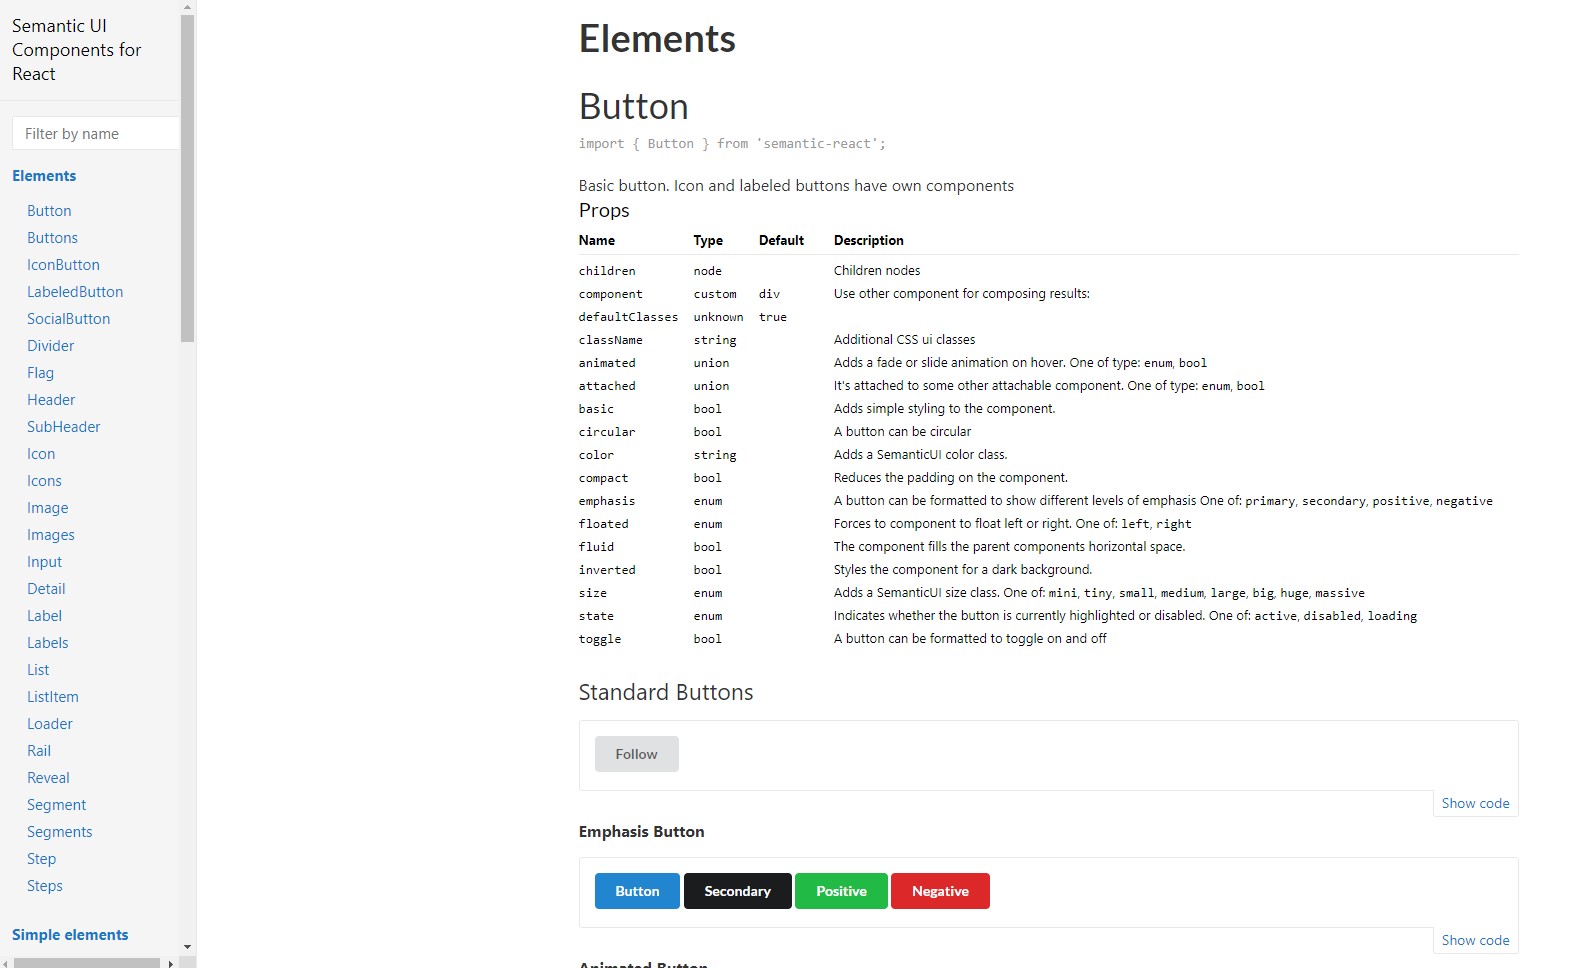 Semantic UI
Components for
React
Filter by name
Elements
Button
Buttons
IconButton
LabeledButton
SocialButton
Divider
Flag
Header
SubHeader
Icon
Icons
Image
Images
Input
Detail
Label
Labels
List
ListItem
Loader
Rail
Reveal
Segment
Segments
Step
Steps
Simple elements
Elements
Button
import { Button } from 'semantic-react';
Basic button. Icon and labeled buttons have own components
Props
Name Type Default Description
children node Children nodes
component custom div Use other component for composing results:
defaultClasses unknown true
className string Additional CSS ui classes
animated union Adds a fade or slide animation on hover. One of type: enum, bool
attached union It's attached to some other attachable component. One of type: enum, bool
basic bool Adds simple styling to the component.
circular bool A button can be circular
color string Adds a SemanticUI color class.
compact bool Reduces the padding on the component.
emphasis enum A button can be formatted to show different levels of emphasis One of: primary, secondary, positive, negative
floated enum Forces to component to float left or right. One of: left, right
fluid bool The component fills the parent components horizontal space.
inverted bool Styles the component for a dark background.
size enum Adds a SemanticUI size class. One of: mini, tiny, small, medium, large, big, huge, massive
state enum Indicates whether the button is currently highlighted or disabled. One of: active, disabled, loading
toggle bool A button can be formatted to toggle on and off
Standard Buttons
Follow
Show code
Emphasis Button
Button Secondary Positive Negative
Show code
Animated Button